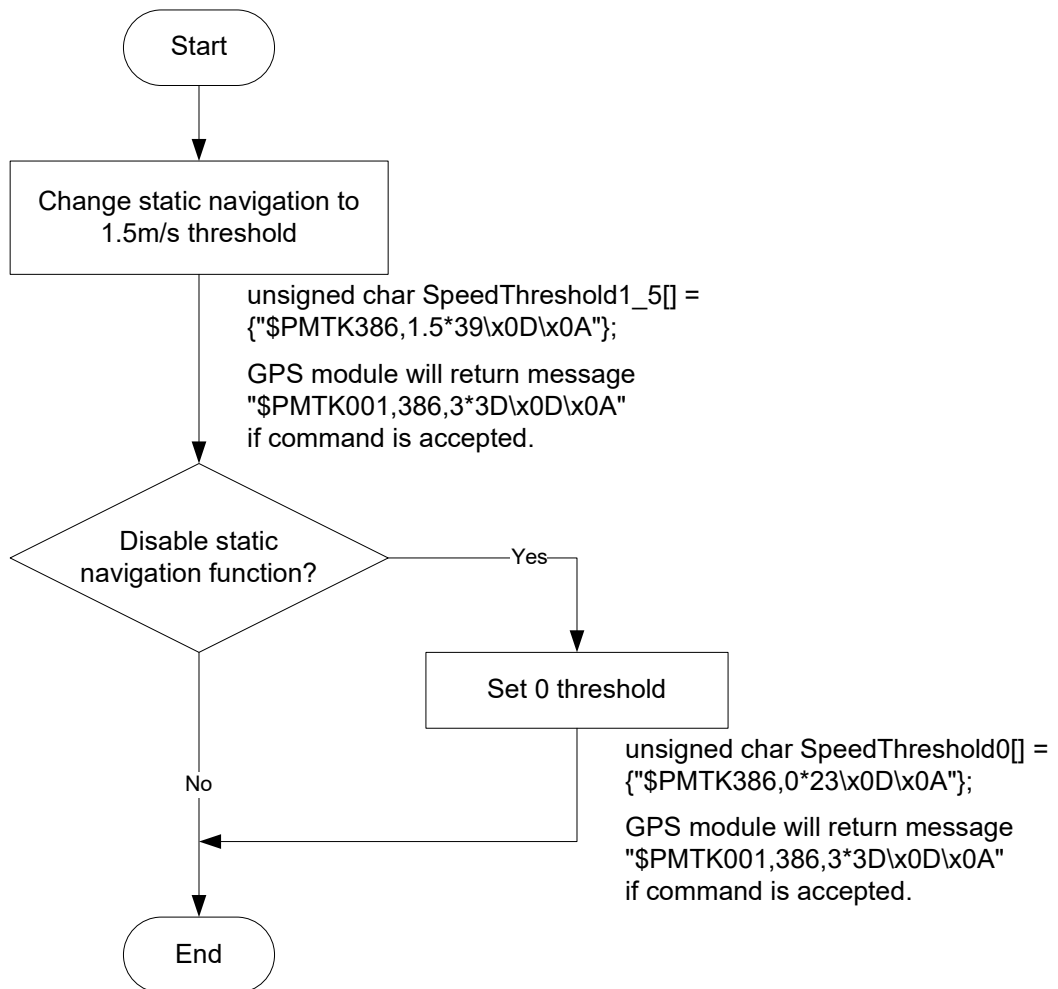 Start
Change static navigation to
1.5m/s threshold
unsigned char SpeedThreshold1_5[] =
{"$PMTK386,1.5*39\x0D\x0A"};
GPS module will return message
"$PMTK001,386,3*3D\x0D\x0A"
if command is accepted.
Disable static
navigation function?
Yes
Set 0 threshold
unsigned char SpeedThreshold0[] =
{"$PMTK386,0*23\x0D\x0A"};
No
GPS module will return message
"$PMTK001,386,3*3D\x0D\x0A"
if command is accepted.
End